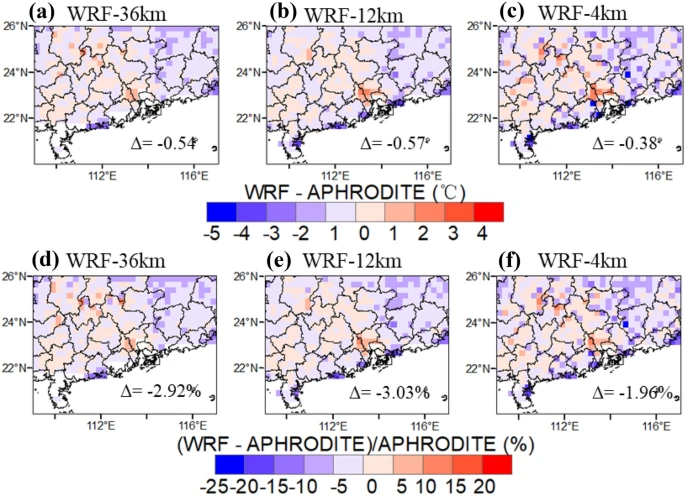 (a) WRF-36km (b) WRF-12km (c) WRF-4km
26°N 26°N 26°N
24°N 24°N 24°N
22°N 22°N 22°N
Δ= -0.54° Δ= -0.57° Δ= -0.38°
112°E 116°E 112°E 116°E 112°E 116°E
WRF - APHRODITE (℃)
-5 -4 -3 -2 1 0 1 2 3 4
(d) WRF-36km (e) WRF-12km (f) WRF-4km
26°N 26°N 26°N
24°N 24°N 24°N
22°N 22°N 22°N
Δ= -2.92% Δ= -3.03% Δ= -1.96%
112°E 116°E 112°E 116°E 112°E 116°E
(WRF - APHRODITE)/APHRODITE (%)
-25 -20 -15 -10 -5 0 5 10 15 20